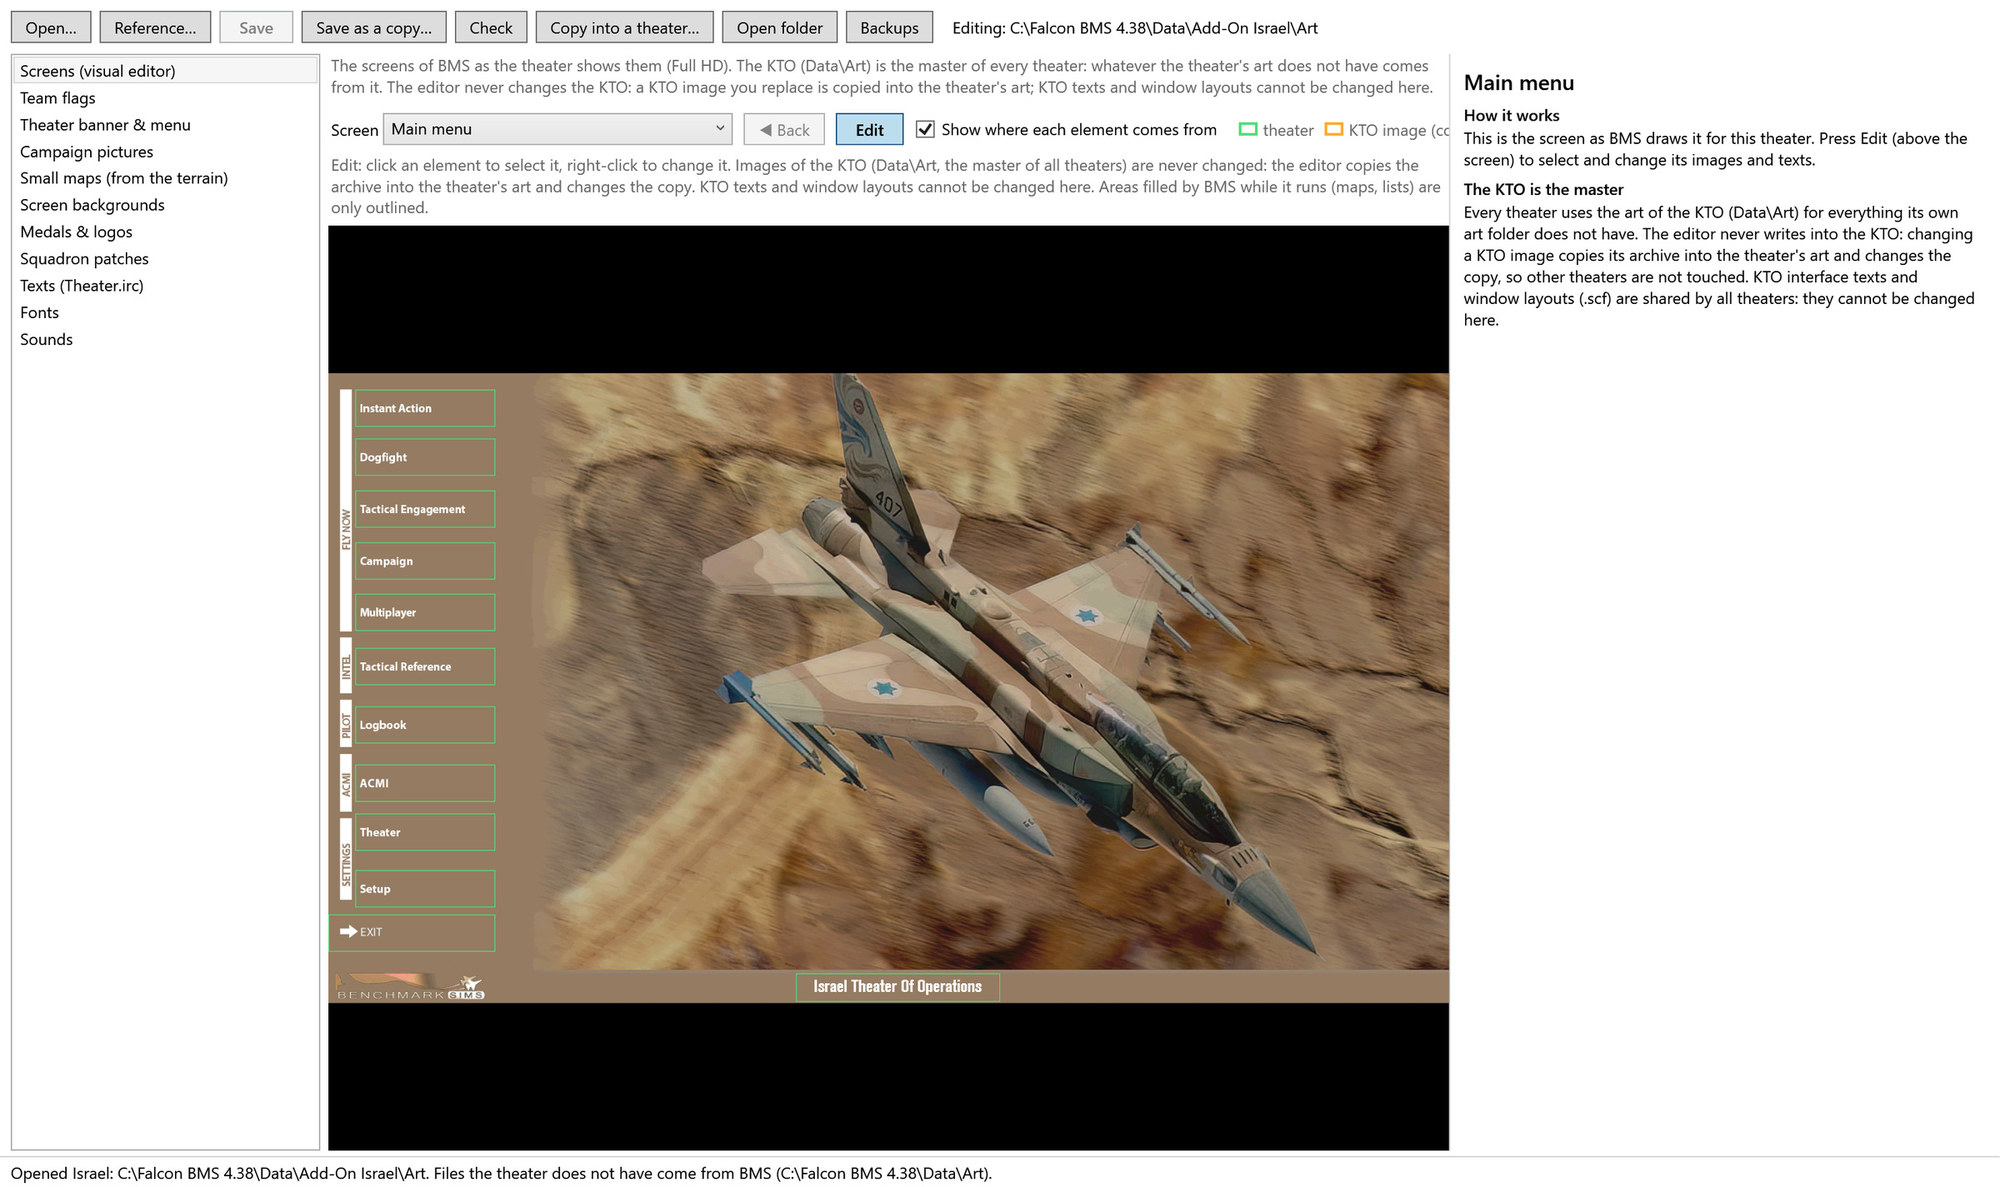 Open...
Reference...
Save
Save as a copy...
Check
Copy into a theater...
Open folder
Backups
Editing: C:\Falcon BMS 4.38\Data\Add-On Israel\Art
Screens (visual editor)
Team flags
Theater banner & menu
Campaign pictures
Small maps (from the terrain)
Screen backgrounds
Medals & logos
Squadron patches
Texts (Theater.irc)
Fonts
Sounds
The screens of BMS as the theater shows them (Full HD). The KTO (Data\Art) is the master of every theater: whatever the theater's art does not have comes
from it. The editor never changes the KTO: a KTO image you replace is copied into the theater's art; KTO texts and window layouts cannot be changed here.
Screen
Main menu
Back
Edit
Show where each element comes from
theater
KTO image (cc
Edit: click an element to select it, right-click to change it. Images of the KTO (Data\Art, the master of all theaters) are never changed: the editor copies the
archive into the theater's art and changes the copy. KTO texts and window layouts cannot be changed here. Areas filled by BMS while it runs (maps, lists) are
only outlined.
FLY NOW
Instant Action
Dogfight
Tactical Engagement
Campaign
Multiplayer
INTEL
Tactical Reference
PILOT
Logbook
ACMI
ACMI
SETTINGS
Theater
Setup
EXIT
BENCHMARK SIMS
407
Israel Theater Of Operations
Main menu
How it works
This is the screen as BMS draws it for this theater. Press Edit (above the
screen) to select and change its images and texts.
The KTO is the master
Every theater uses the art of the KTO (Data\Art) for everything its own
art folder does not have. The editor never writes into the KTO: changing
a KTO image copies its archive into the theater's art and changes the
copy, so other theaters are not touched. KTO interface texts and
window layouts (.scf) are shared by all theaters: they cannot be changed
here.
Opened Israel: C:\Falcon BMS 4.38\Data\Add-On Israel\Art. Files the theater does not have come from BMS (C:\Falcon BMS 4.38\Data\Art).